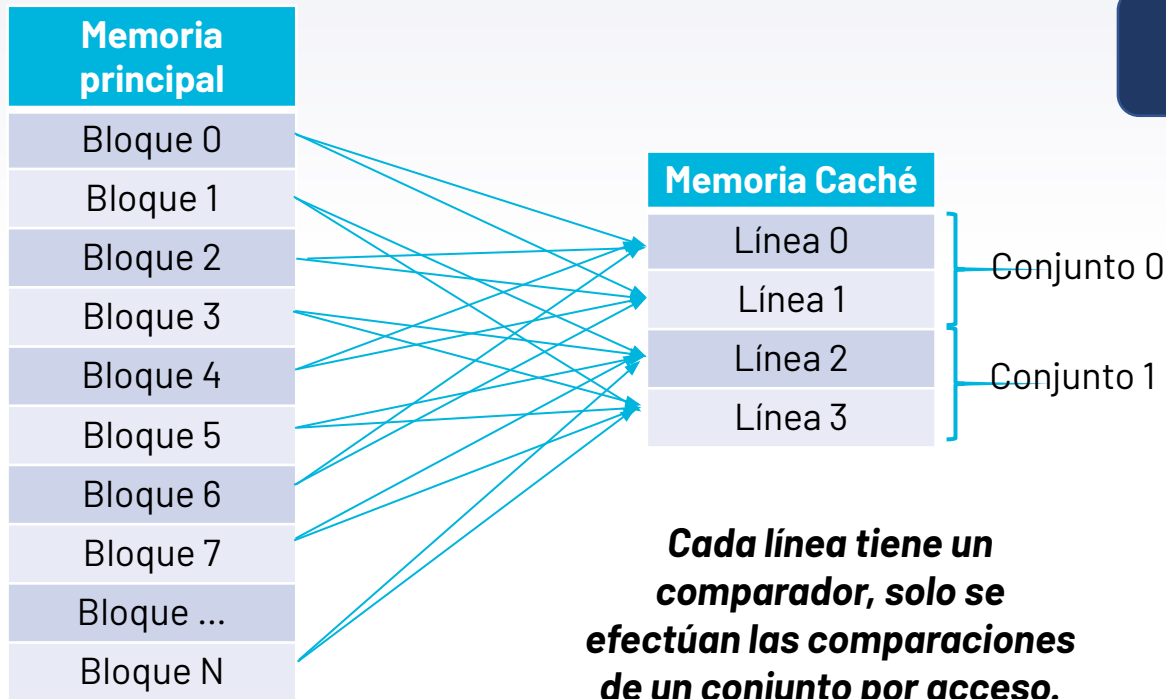 Memoria
principal
Bloque 0
Bloque 1
Bloque 2
Bloque 3
Bloque 4
Bloque 5
Bloque 6
Bloque 7
Bloque ...
Bloque N
Memoria Caché
Línea 0
Línea 1
Línea 2
Línea 3
Conjunto 0
Conjunto 1
Cada línea tiene un
comparador, solo se
efectúan las comparaciones
de un conjunto por acceso.